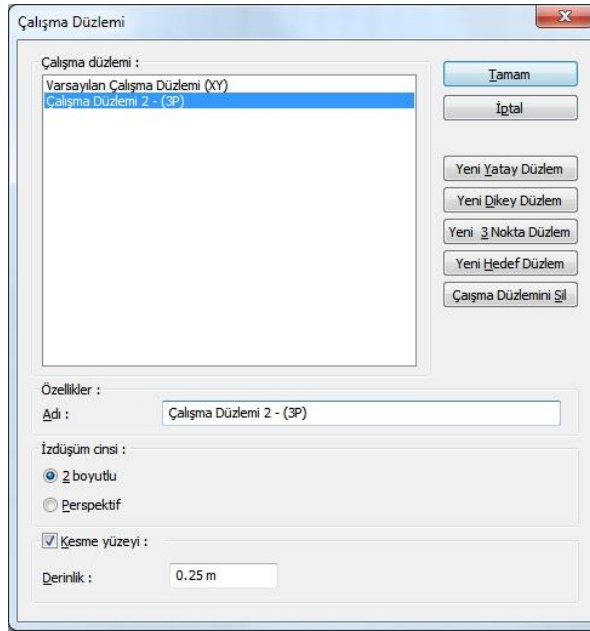 Çalışma Düzlemi
Çalışma düzlemi :
Varsayılan Çalışma Düzlemi (XY)
Çalışma Düzlemi 2 - (3P)
Tamam
İptal
Yeni Yatay Düzlem
Yeni Dikey Düzlem
Yeni 3 Nokta Düzlem
Yeni Hedef Düzlem
Çaışma Düzlemini Sil
Özellikler :
Adı : Çalışma Düzlemi 2 - (3P)
İzdüşüm cinsi :
2 boyutlu
Perspektif
Kesme yüzeyi :
Derinlik : 0.25 m